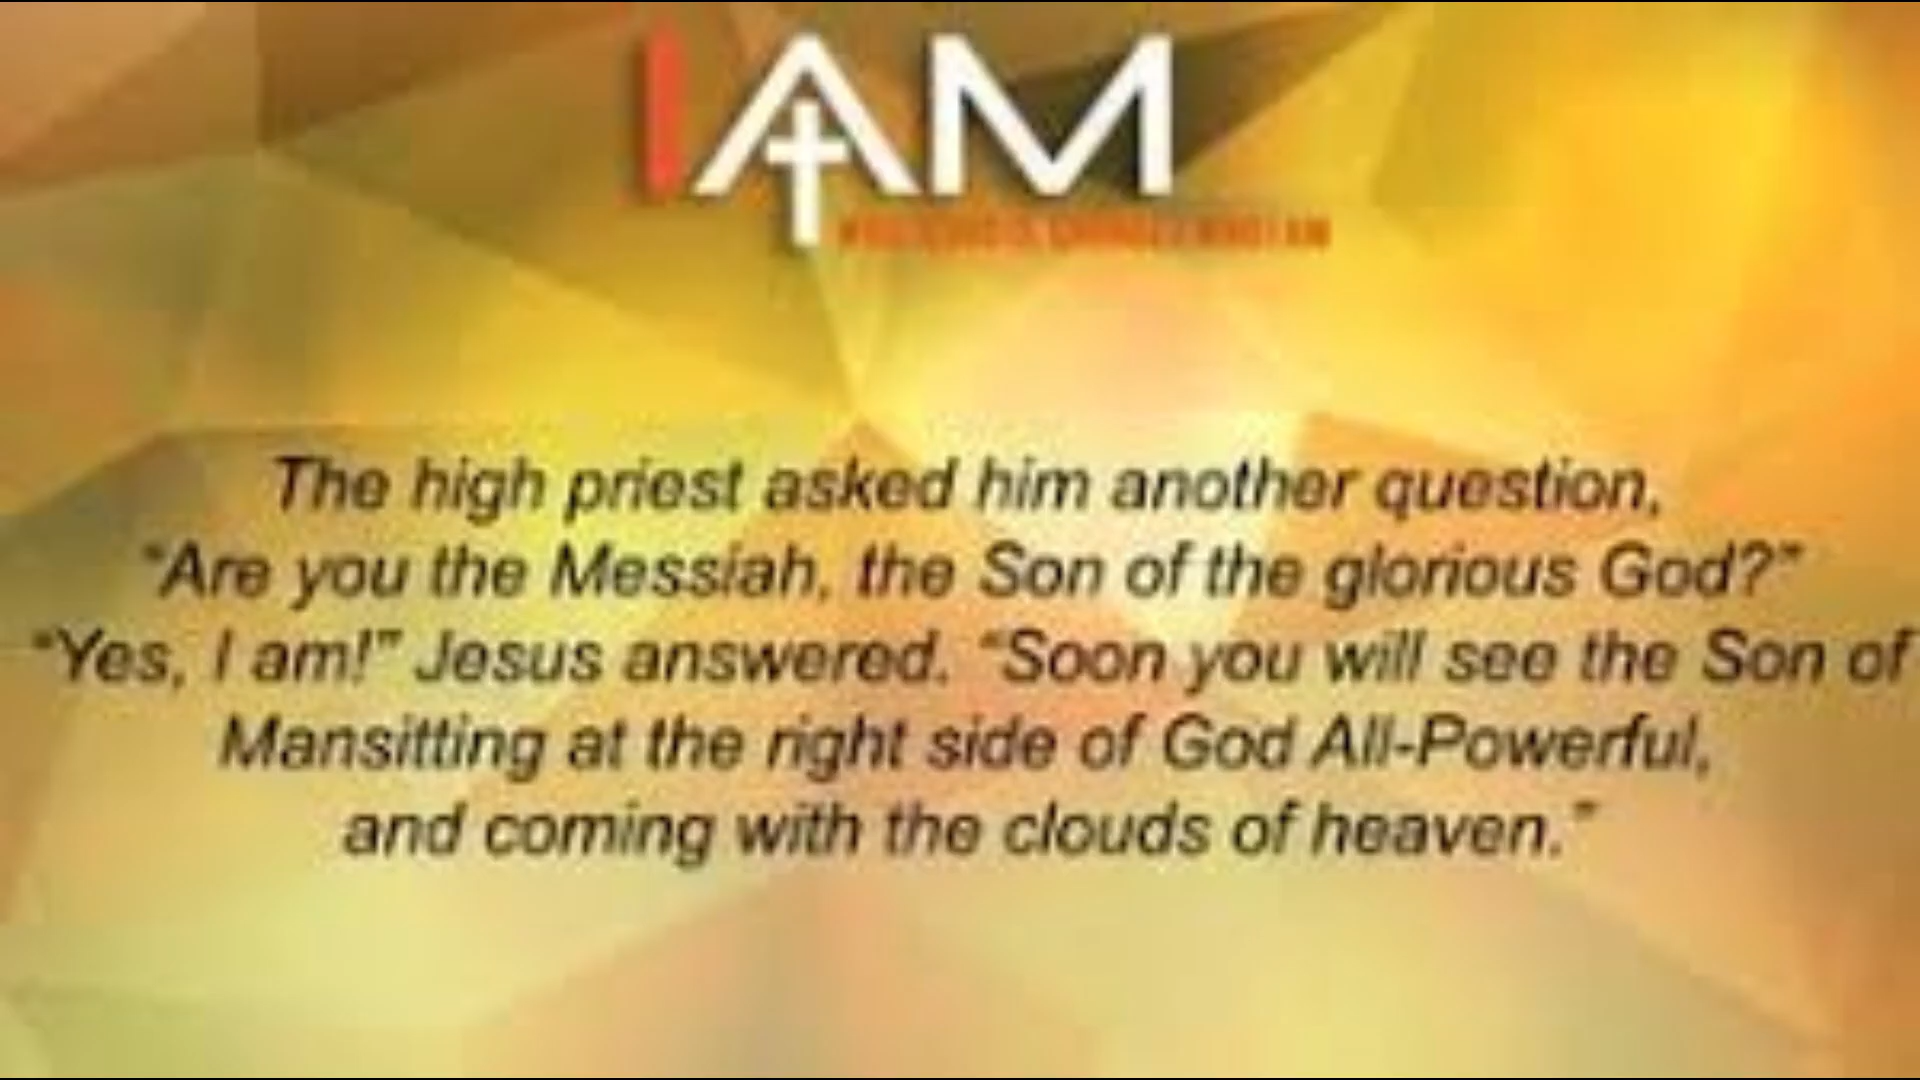 I AM
The high priest asked him another question,
“Are you the Messiah, the Son of the glorious God?”
“Yes, I am!” Jesus answered. “Soon you will see the Son of
Mansitting at the right side of God All-Powerful,
and coming with the clouds of heaven.”